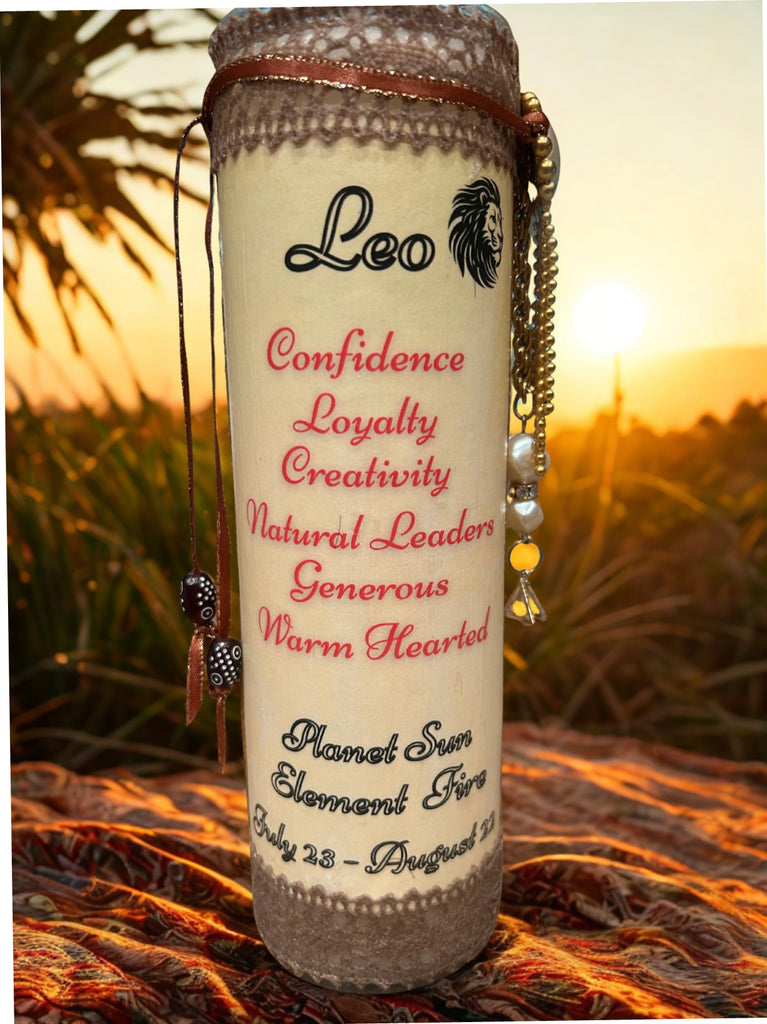 Leo
Confidence
Loyalty
Creativity
Natural Leaders
Generous
Warm Hearted
Planet Sun
Element Fire
July 23 - August 22